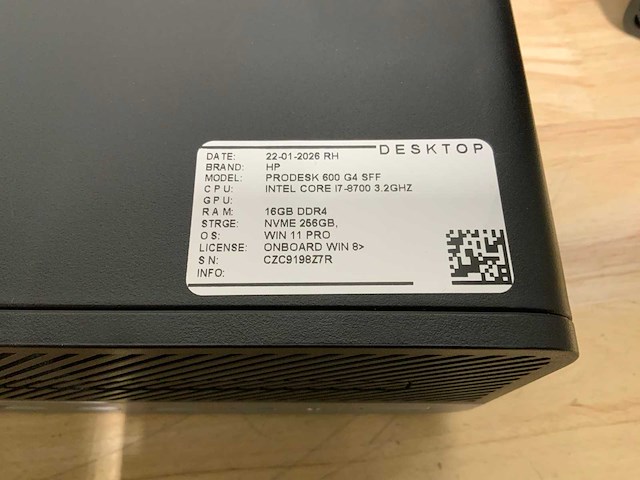 DESKTOP
DATE: 22-01-2026 RH
BRAND: HP
MODEL: PRODESK 600 G4 SFF
CPU: INTEL CORE I7-8700 3.2GHZ
GPU:
RAM: 16GB DDR4
STRGE: NVME 256GB,
OS: WIN 11 PRO
LICENSE: ONBOARD WIN 8>
SN: CZC9198Z7R
INFO: